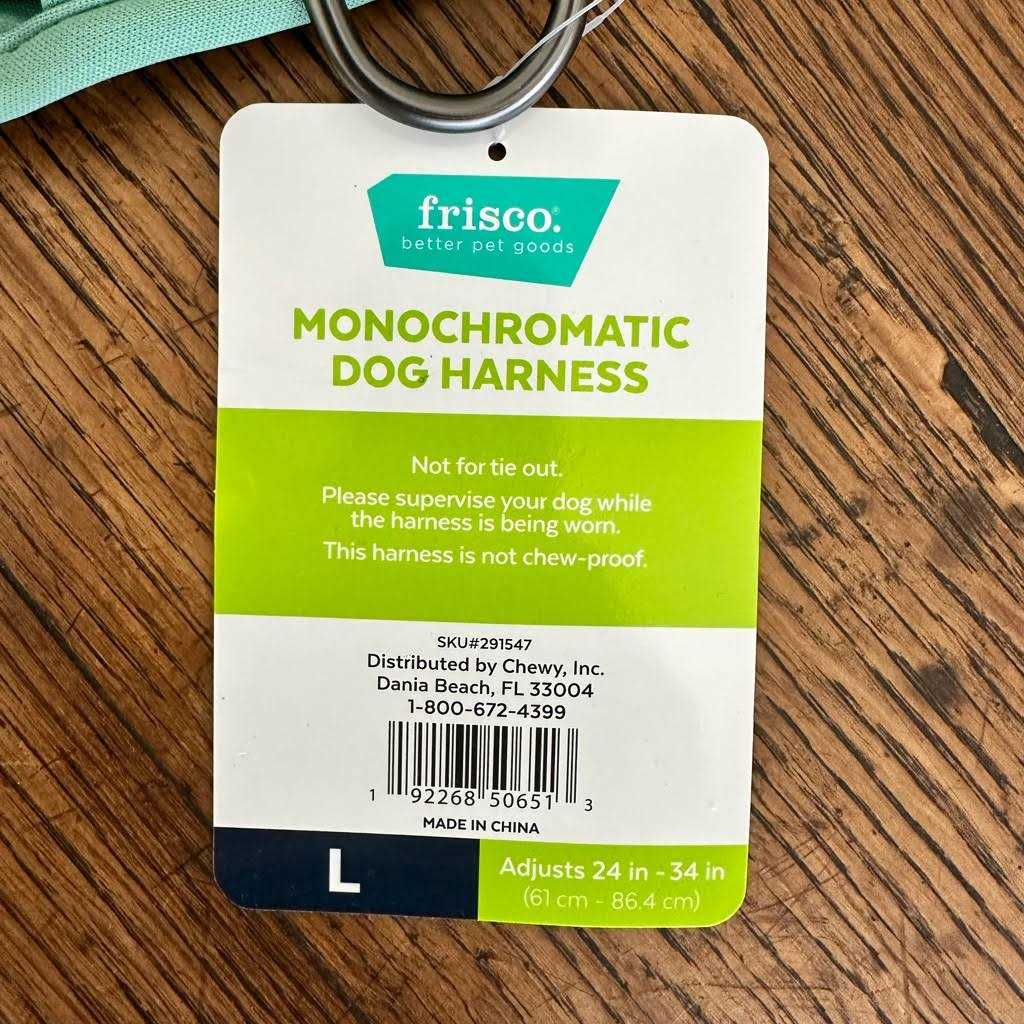 frisco.®
better pet goods
MONOCHROMATIC
DOG HARNESS
Not for tie out.
Please supervise your dog while
the harness is being worn.
This harness is not chew-proof.
SKU#291547
Distributed by Chewy, Inc.
Dania Beach, FL 33004
1-800-672-4399
1 92268 50651 3
MADE IN CHINA
L
Adjusts 24 in - 34 in
(61 cm - 86.4 cm)